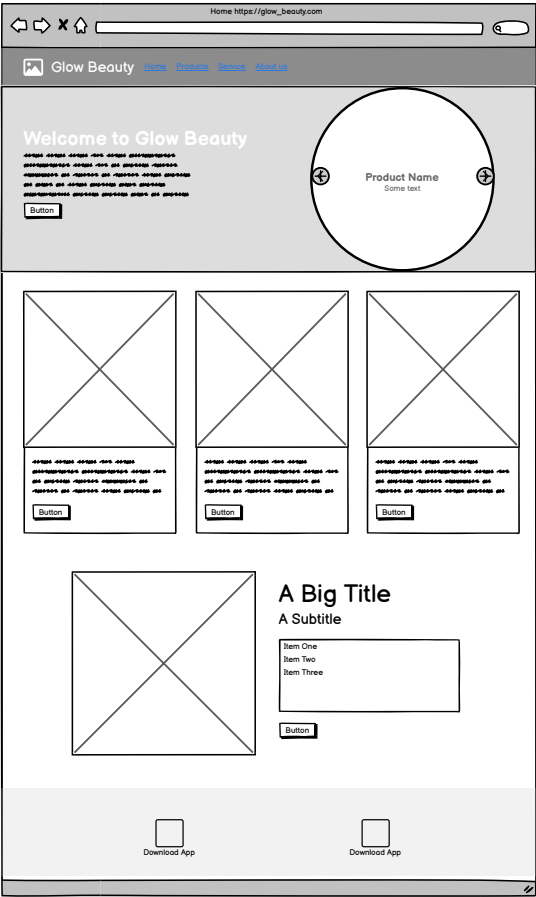 Home https://glow_beauty.com
Glow Beauty
Home
Products
Service
About us
Welcome to Glow Beauty
Button
Product Name
Some text
Button
Button
Button
A Big Title
A Subtitle
Item One
Item Two
Item Three
Button
Download App
Download App